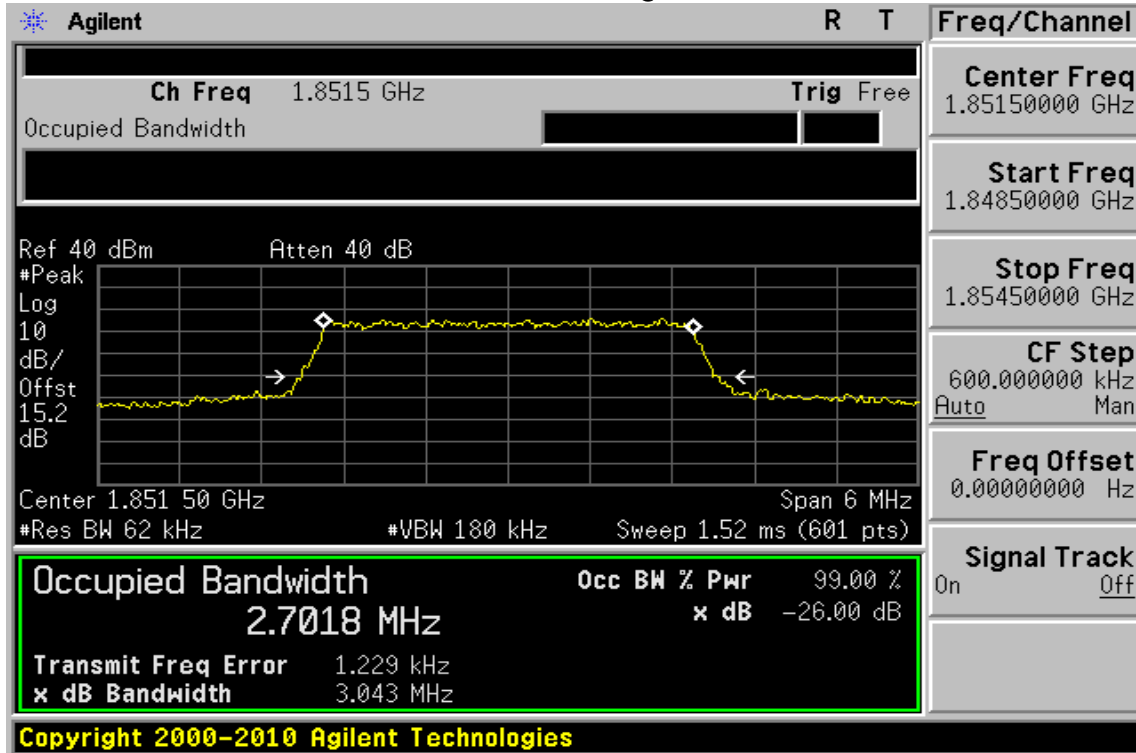 Agilent R T
Ch Freq 1.8515 GHz Trig Free
Occupied Bandwidth
Ref 40 dBm Atten 40 dB
#Peak
Log
10
dB/
Offst
15.2
dB
Center 1.851 50 GHz Span 6 MHz
#Res BW 62 kHz #VBW 180 kHz Sweep 1.52 ms (601 pts)
Occupied Bandwidth Occ BW % Pwr 99.00 %
2.7018 MHz x dB -26.00 dB
Transmit Freq Error 1.229 kHz
x dB Bandwidth 3.043 MHz
Copyright 2000-2010 Agilent Technologies
Freq/Channel
Center Freq
1.85150000 GHz
Start Freq
1.84850000 GHz
Stop Freq
1.85450000 GHz
CF Step
600.000000 kHz
Auto Man
Freq Offset
0.00000000 Hz
Signal Track
On Off